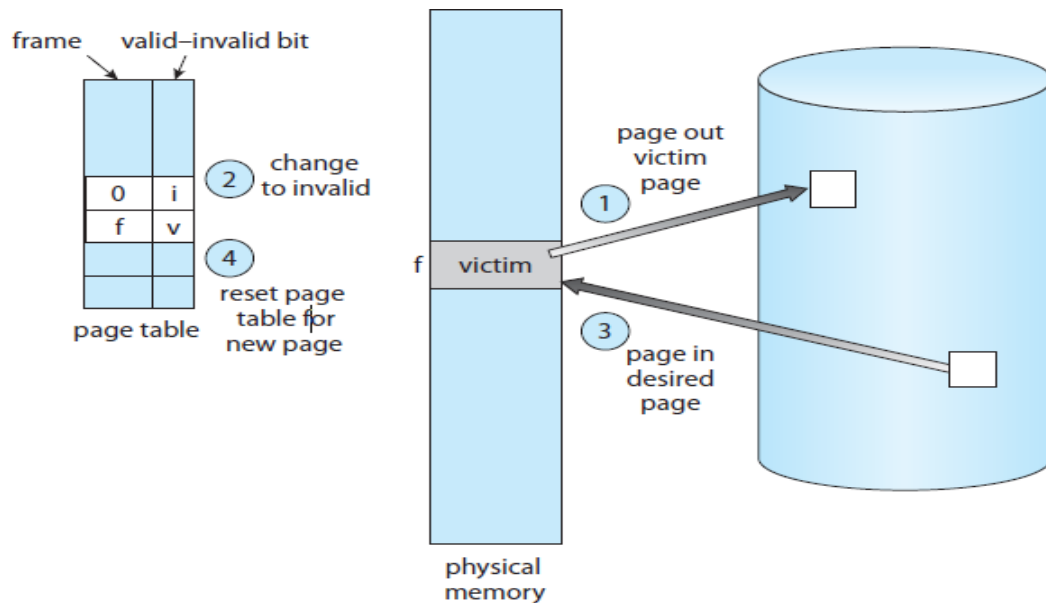 frame
valid–invalid bit
0
i
f
v
2
change
to invalid
4
reset page
table for
new page
page table
f
victim
physical
memory
1
page out
victim
page
3
page in
desired
page